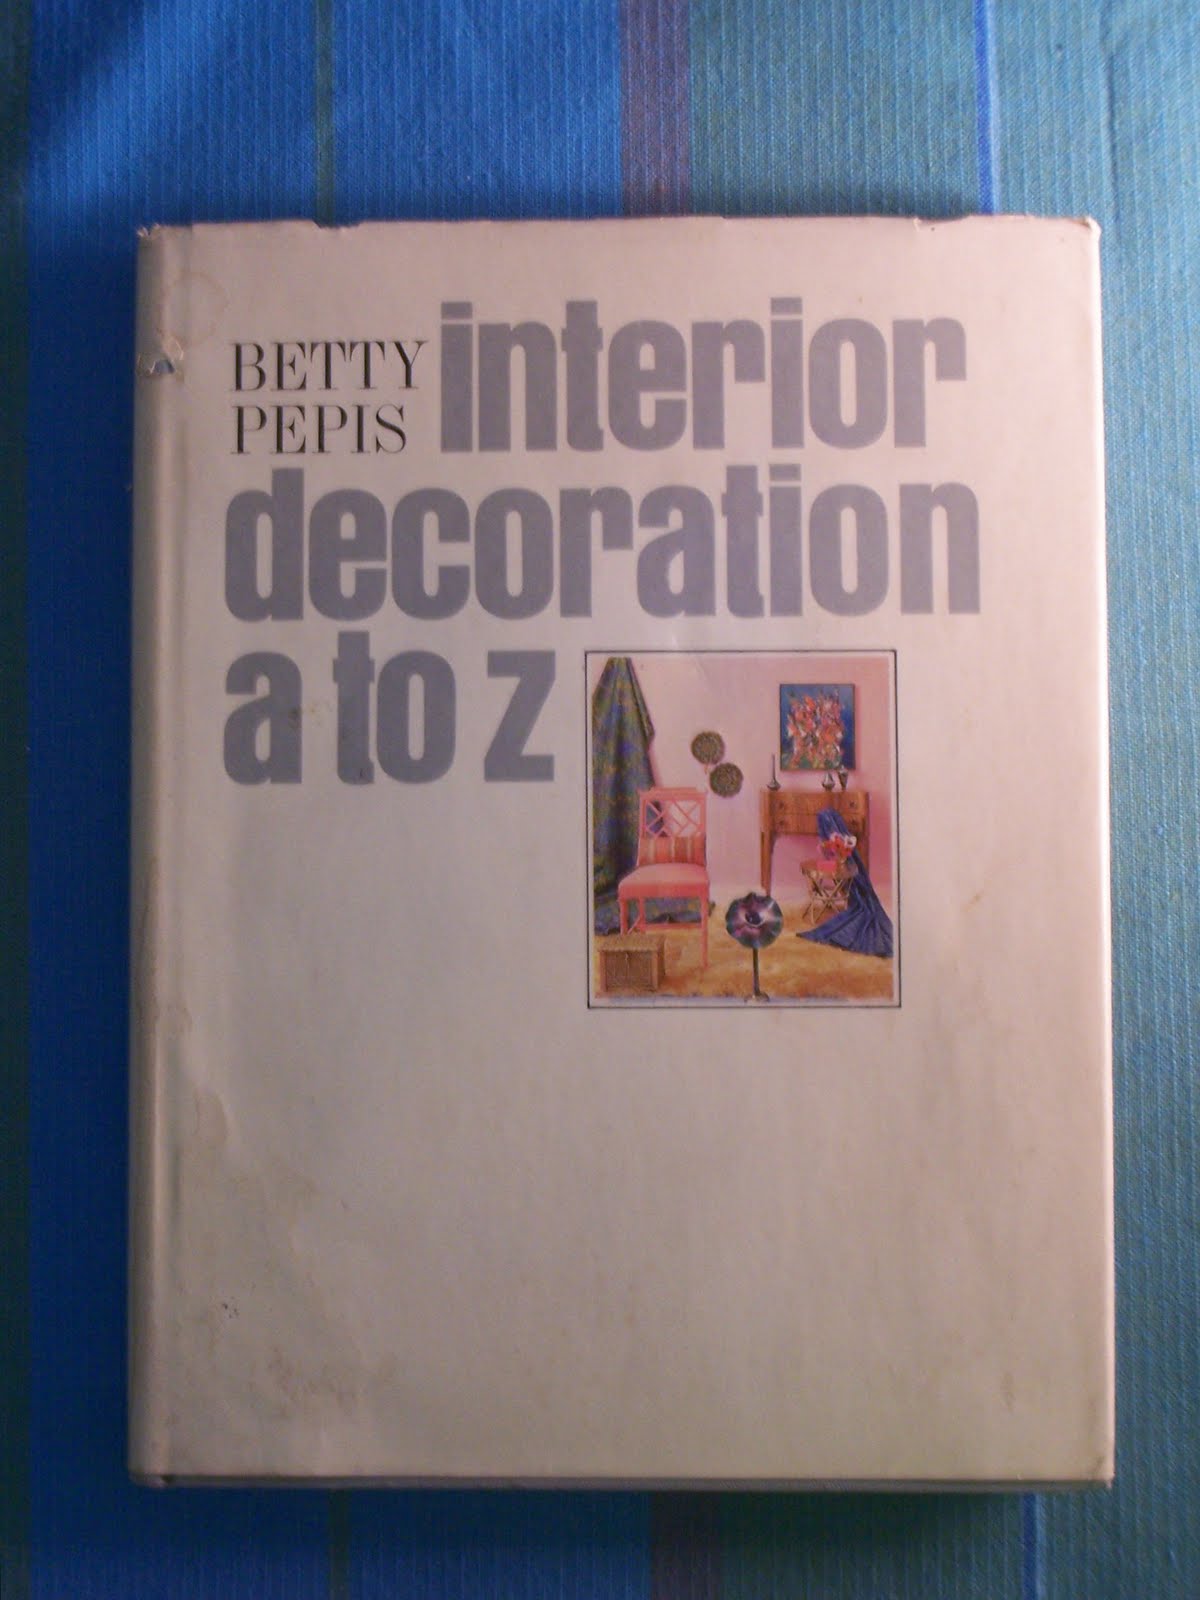 BETTY
PEPIS
interior
decoration
a to z